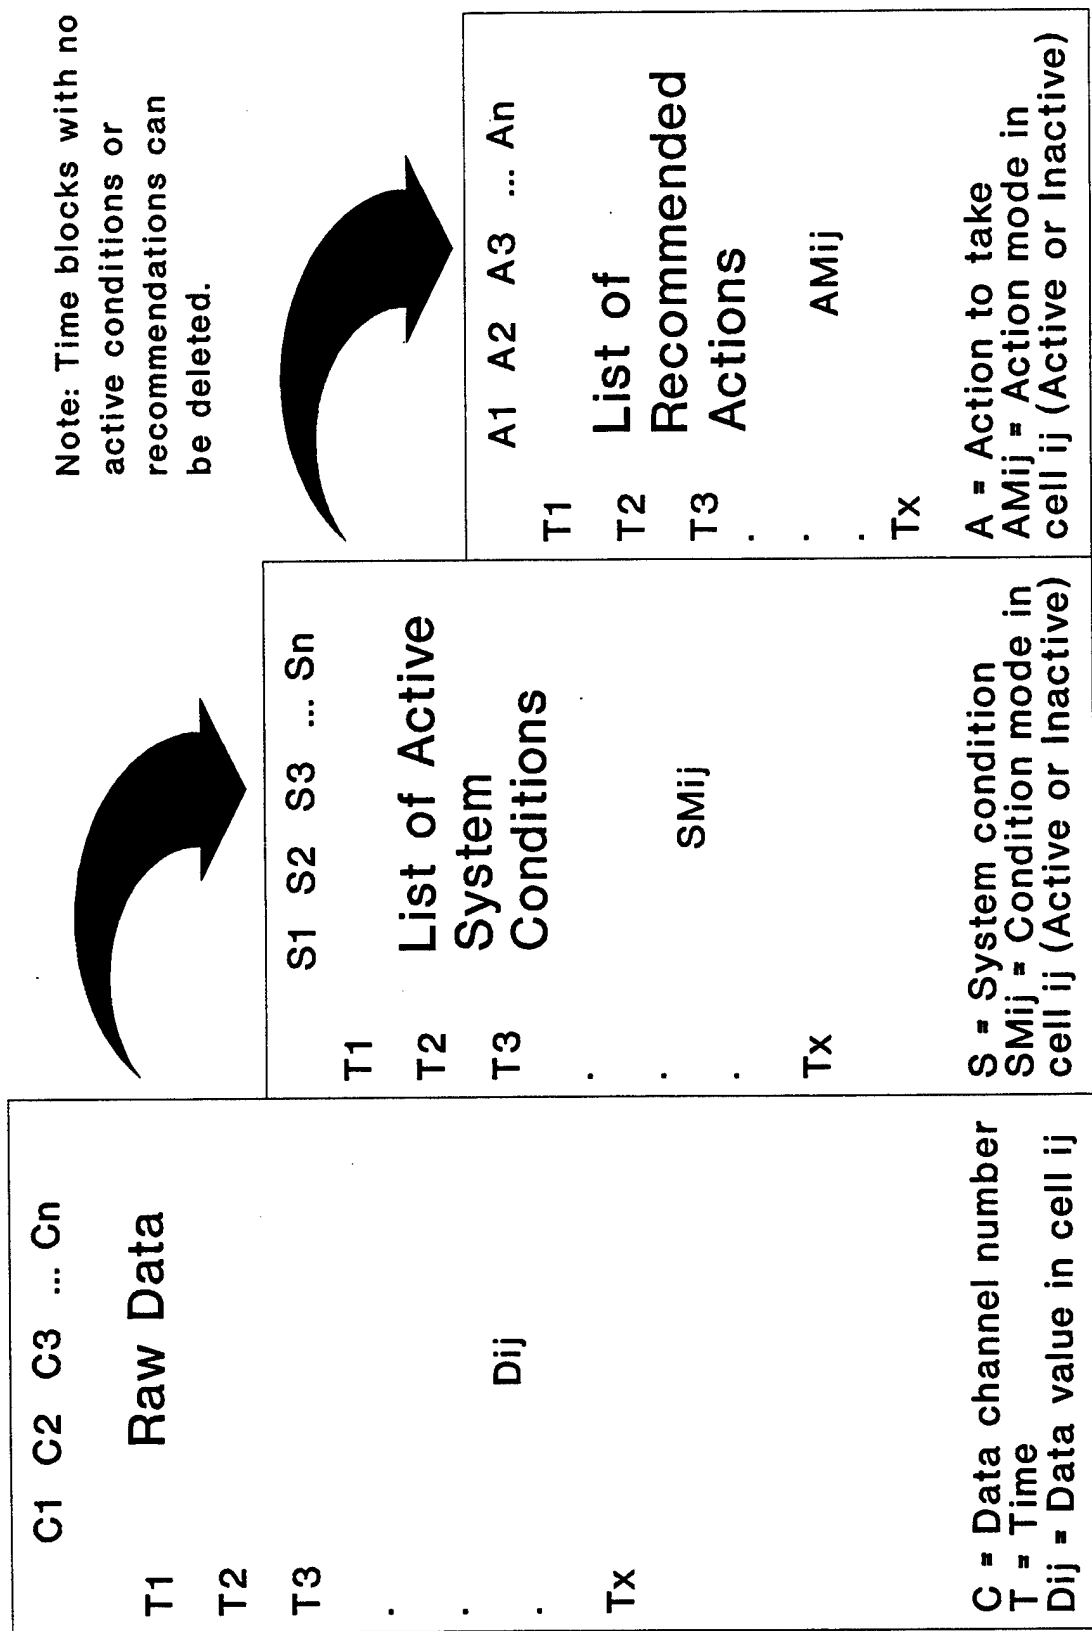 Note: Time blocks with no
active conditions or
recommendations can
be deleted.
C1 C2 C3 ... Cn
Raw Data
T1
T2
T3
.
.
.
Tx
Dij
C = Data channel number
T = Time
Dij = Data value in cell ij
S1 S2 S3 ... Sn
List of Active
System
Conditions
T1
T2
T3
.
.
.
Tx
SMij
S = System condition
SMij = Condition mode in
cell ij (Active or Inactive)
A1 A2 A3 ... An
List of
Recommended
Actions
T1
T2
T3
.
.
.
Tx
AMij
A = Action to take
AMij = Action mode in
cell ij (Active or Inactive)